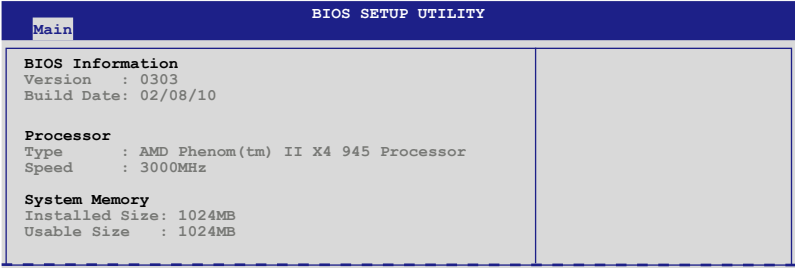 BIOS SETUP UTILITY
Main
BIOS Information
Version : 0303
Build Date: 02/08/10
Processor
Type : AMD Phenom(tm) II X4 945 Processor
Speed : 3000MHz
System Memory
Installed Size: 1024MB
Usable Size : 1024MB